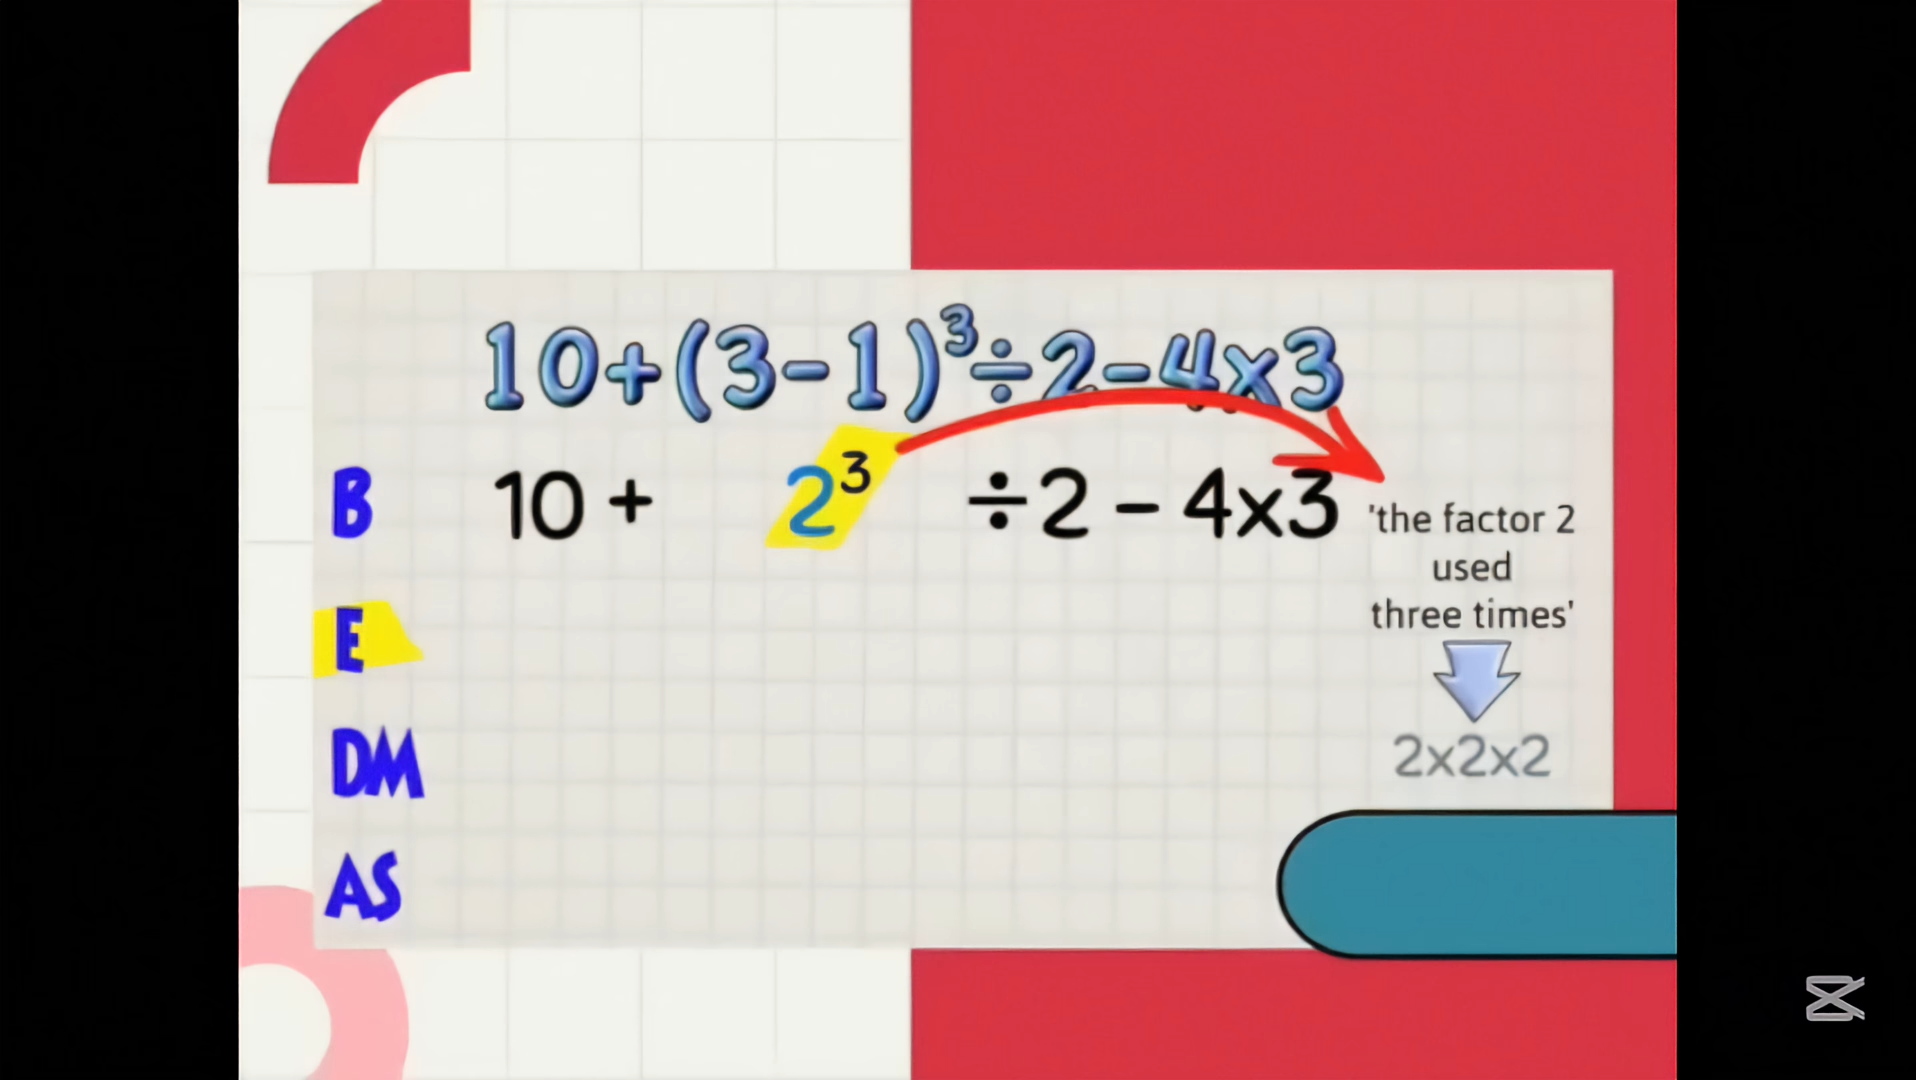 10+(3-1)³÷2-4x3
B 10 + 2³ ÷2 - 4x3
'the factor 2
used
three times'
E
2x2x2
DM
AS